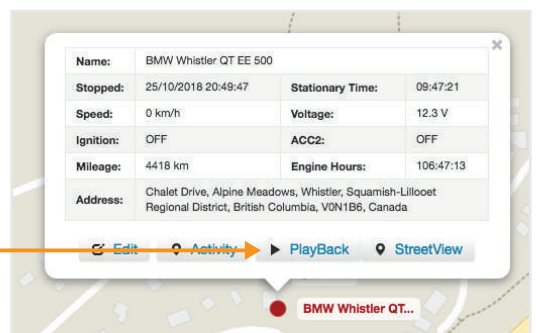 Name: BMW Whistler QT EE 500
Stopped: 25/10/2018 20:49:47 Stationary Time: 09:47:21
Speed: 0 km/h Voltage: 12.3 V
Ignition: OFF ACC2: OFF
Mileage: 4418 km Engine Hours: 106:47:13
Address: Chalet Drive, Alpine Meadows, Whistler, Squamish-Lillooet
Regional District, British Columbia, V0N1B6, Canada
Edit Activity PlayBack StreetView
BMW Whistler QT...